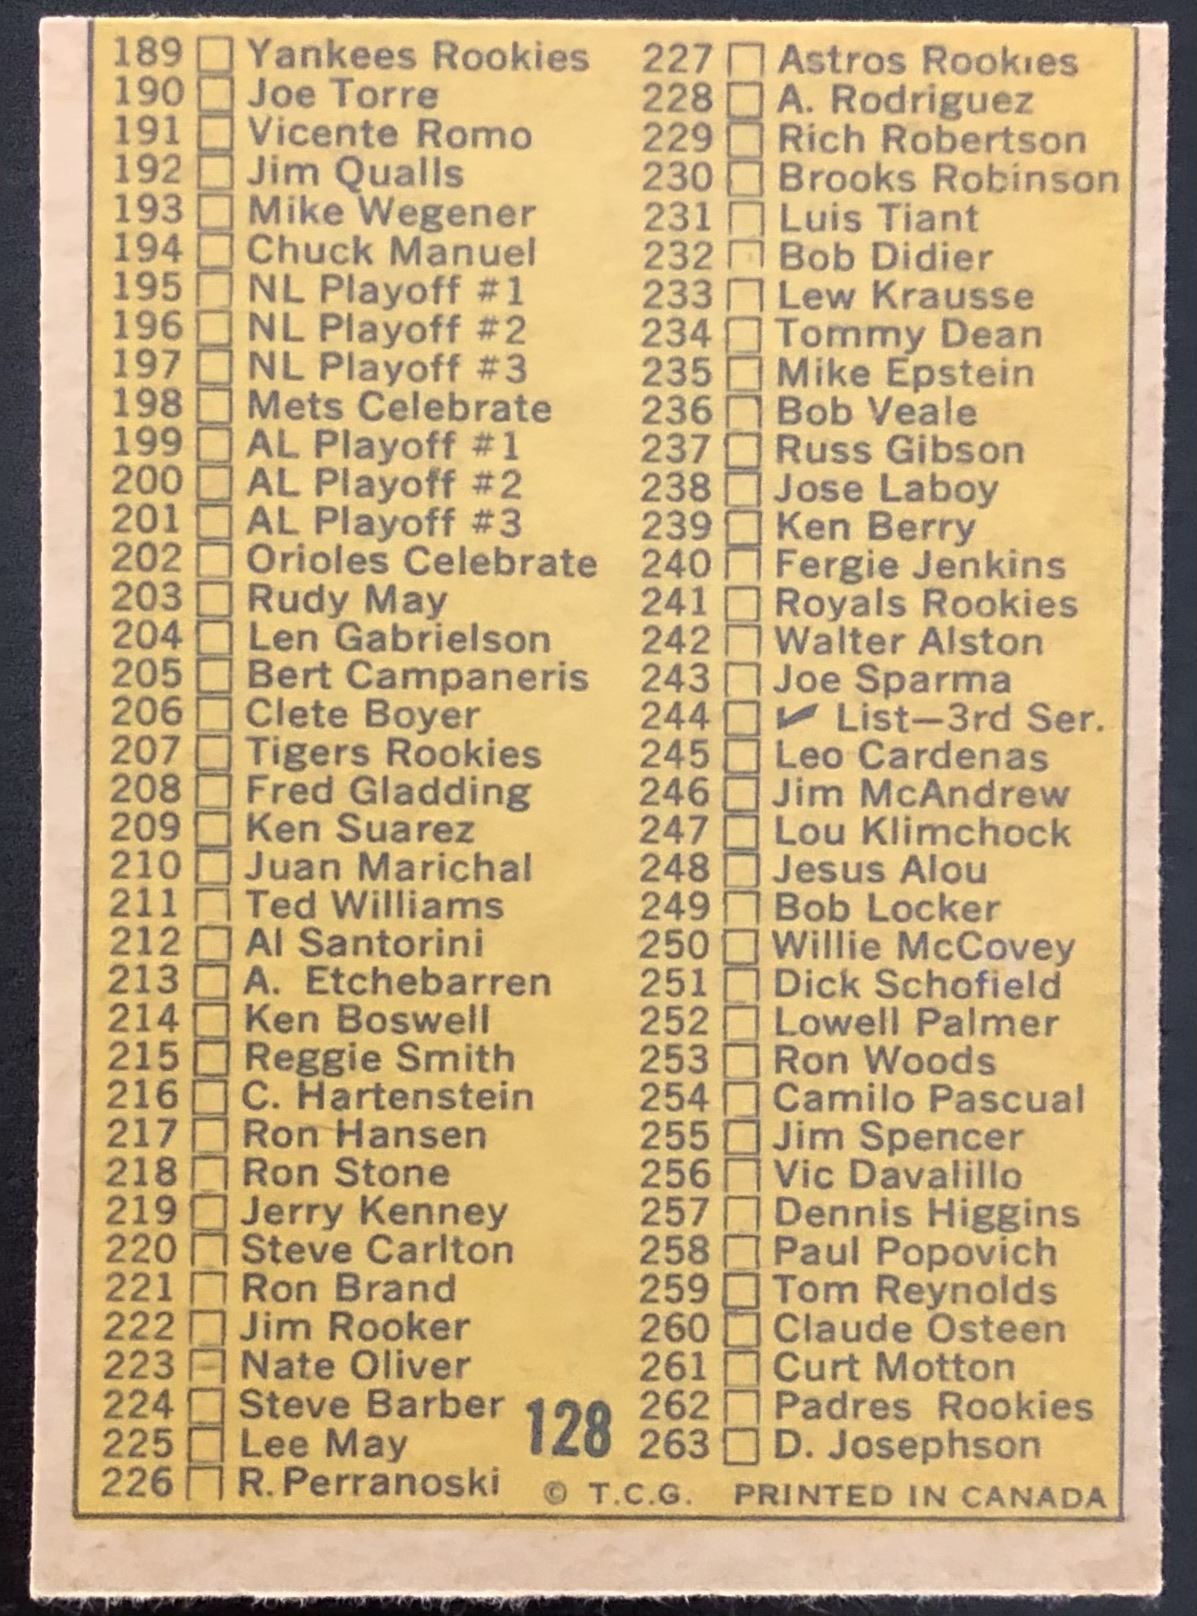 189 Yankees Rookies
190 Joe Torre
191 Vicente Romo
192 Jim Qualls
193 Mike Wegener
194 Chuck Manuel
195 NL Playoff #1
196 NL Playoff #2
197 NL Playoff #3
198 Mets Celebrate
199 AL Playoff #1
200 AL Playoff #2
201 AL Playoff #3
202 Orioles Celebrate
203 Rudy May
204 Len Gabrielson
205 Bert Campaneris
206 Clete Boyer
207 Tigers Rookies
208 Fred Gladding
209 Ken Suarez
210 Juan Marichal
211 Ted Williams
212 Al Santorini
213 A. Etchebarren
214 Ken Boswell
215 Reggie Smith
216 C. Hartenstein
217 Ron Hansen
218 Ron Stone
219 Jerry Kenney
220 Steve Carlton
221 Ron Brand
222 Jim Rooker
223 Nate Oliver
224 Steve Barber
225 Lee May
226 R. Perranoski
227 Astros Rookies
228 A. Rodriguez
229 Rich Robertson
230 Brooks Robinson
231 Luis Tiant
232 Bob Didier
233 Lew Krausse
234 Tommy Dean
235 Mike Epstein
236 Bob Veale
237 Russ Gibson
238 Jose Laboy
239 Ken Berry
240 Fergie Jenkins
241 Royals Rookies
242 Walter Alston
243 Joe Sparma
244 ✔ List—3rd Ser.
245 Leo Cardenas
246 Jim McAndrew
247 Lou Klimchock
248 Jesus Alou
249 Bob Locker
250 Willie McCovey
251 Dick Schofield
252 Lowell Palmer
253 Ron Woods
254 Camilo Pascual
255 Jim Spencer
256 Vic Davalillo
257 Dennis Higgins
258 Paul Popovich
259 Tom Reynolds
260 Claude Osteen
261 Curt Motton
262 Padres Rookies
263 D. Josephson
128
© T.C.G. PRINTED IN CANADA